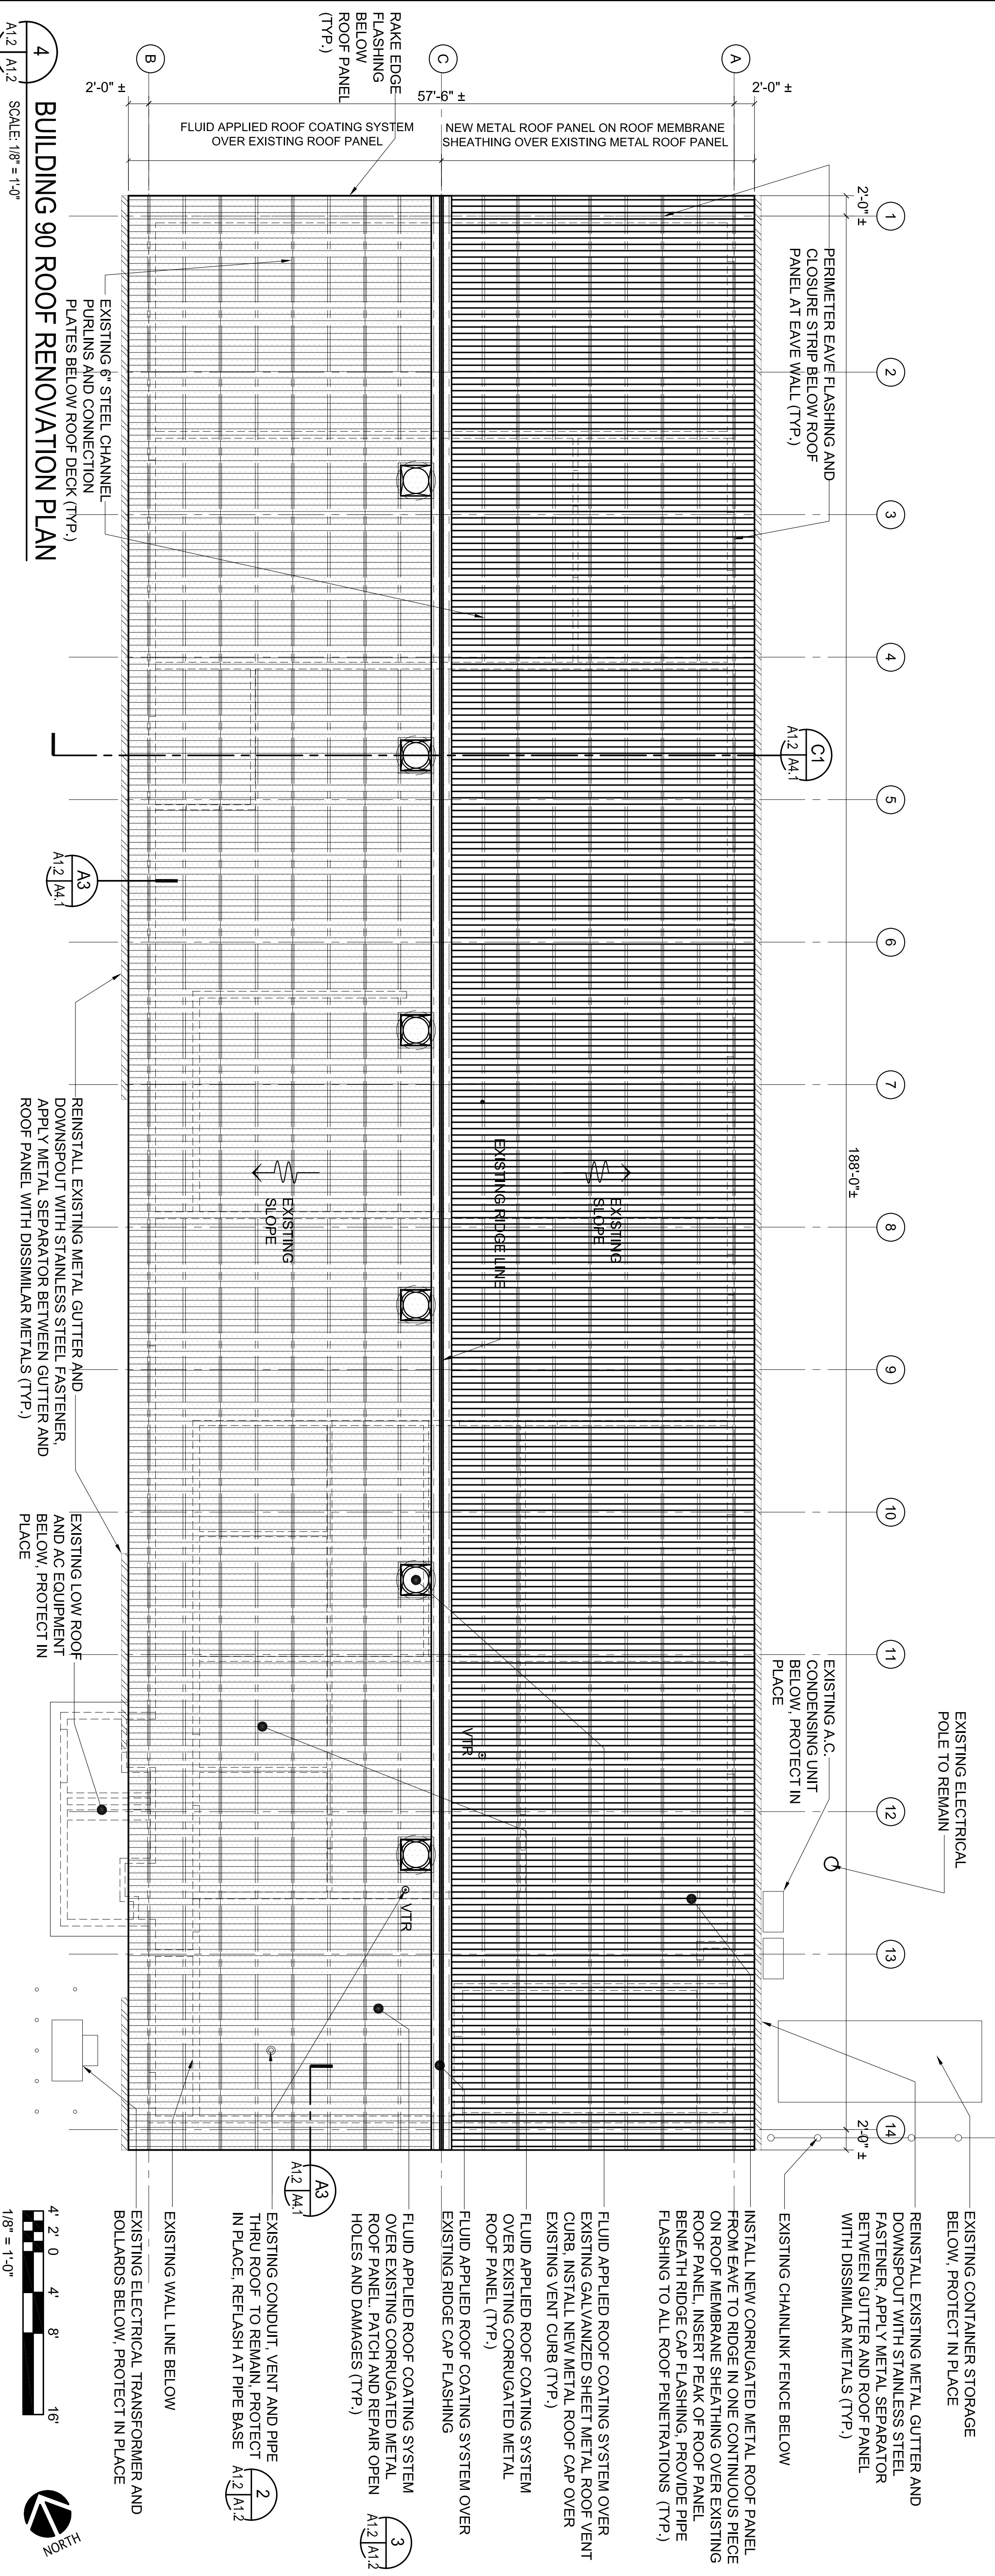 EXISTING CONTAINER STORAGE
BELOW, PROTECT IN PLACE
REINSTALL EXISTING METAL GUTTER AND
DOWNSPOUT WITH STAINLESS STEEL
FASTENER, APPLY METAL SEPARATOR
BETWEEN GUTTER AND ROOF PANEL
WITH DISSIMILAR METALS (TYP.)
EXISTING CHAINLINK FENCE BELOW
INSTALL NEW CORRUGATED METAL ROOF PANEL
FROM EAVE TO RIDGE IN ONE CONTINUOUS PIECE
ON ROOF MEMBRANE SHEATHING OVER EXISTING
ROOF PANEL, INSERT PEAK OF ROOF PANEL
BENEATH RIDGE CAP FLASHING, PROVIDE PIPE
FLASHING TO ALL ROOF PENETRATIONS (TYP.)
FLUID APPLIED ROOF COATING SYSTEM OVER
EXISTING GALVANIZED SHEET METAL ROOF VENT
CURB, INSTALL NEW METAL ROOF CAP OVER
EXISTING VENT CURB (TYP.)
FLUID APPLIED ROOF COATING SYSTEM
OVER EXISTING CORRUGATED METAL
ROOF PANEL (TYP.)
FLUID APPLIED ROOF COATING SYSTEM OVER
EXISTING RIDGE CAP FLASHING
FLUID APPLIED ROOF COATING SYSTEM
OVER EXISTING CORRUGATED METAL
ROOF PANEL. PATCH AND REPAIR OPEN
HOLES AND DAMAGES (TYP.)
3
A1.2 A1.2
EXISTING CONDUIT, VENT AND PIPE
THRU ROOF TO REMAIN, PROTECT
IN PLACE, REFLASH AT PIPE BASE
2
A1.2 A1.2
EXISTING WALL LINE BELOW
EXISTING ELECTRICAL TRANSFORMER AND
BOLLARDS BELOW, PROTECT IN PLACE
EXISTING ELECTRICAL
POLE TO REMAIN
EXISTING A.C.
CONDENSING UNIT
BELOW, PROTECT IN
PLACE
1
2
3
4
5
6
7
8
9
10
11
12
13
14
2'-0" ±
188'-0"±
2'-0" ±
PERIMETER EAVE FLASHING AND
CLOSURE STRIP BELOW ROOF
PANEL AT EAVE WALL (TYP.)
C1
A1.2 A4.1
A
C
B
2'-0" ±
57'-6" ±
2'-0" ±
NEW METAL ROOF PANEL ON ROOF MEMBRANE
SHEATHING OVER EXISTING METAL ROOF PANEL
FLUID APPLIED ROOF COATING SYSTEM
OVER EXISTING ROOF PANEL
RAKE EDGE
FLASHING
BELOW
ROOF PANEL
(TYP.)
EXISTING
SLOPE
EXISTING RIDGE LINE
EXISTING
SLOPE
VTR
VTR
A3
A1.2 A4.1
A3
A1.2 A4.1
EXISTING 6" STEEL CHANNEL
PURLINS AND CONNECTION
PLATES BELOW ROOF DECK (TYP.)
REINSTALL EXISTING METAL GUTTER AND
DOWNSPOUT WITH STAINLESS STEEL FASTENER,
APPLY METAL SEPARATOR BETWEEN GUTTER AND
ROOF PANEL WITH DISSIMILAR METALS (TYP.)
EXISTING LOW ROOF
AND AC EQUIPMENT
BELOW, PROTECT IN
PLACE
4
A1.2 A1.2
BUILDING 90 ROOF RENOVATION PLAN
SCALE: 1/8" = 1'-0"
4' 2' 0 4' 8' 16'
1/8" = 1'-0"
NORTH